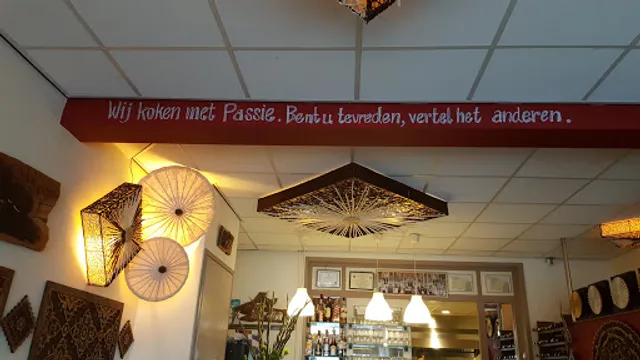 Wij koken met Passie. Bent u tevreden, vertel het anderen.